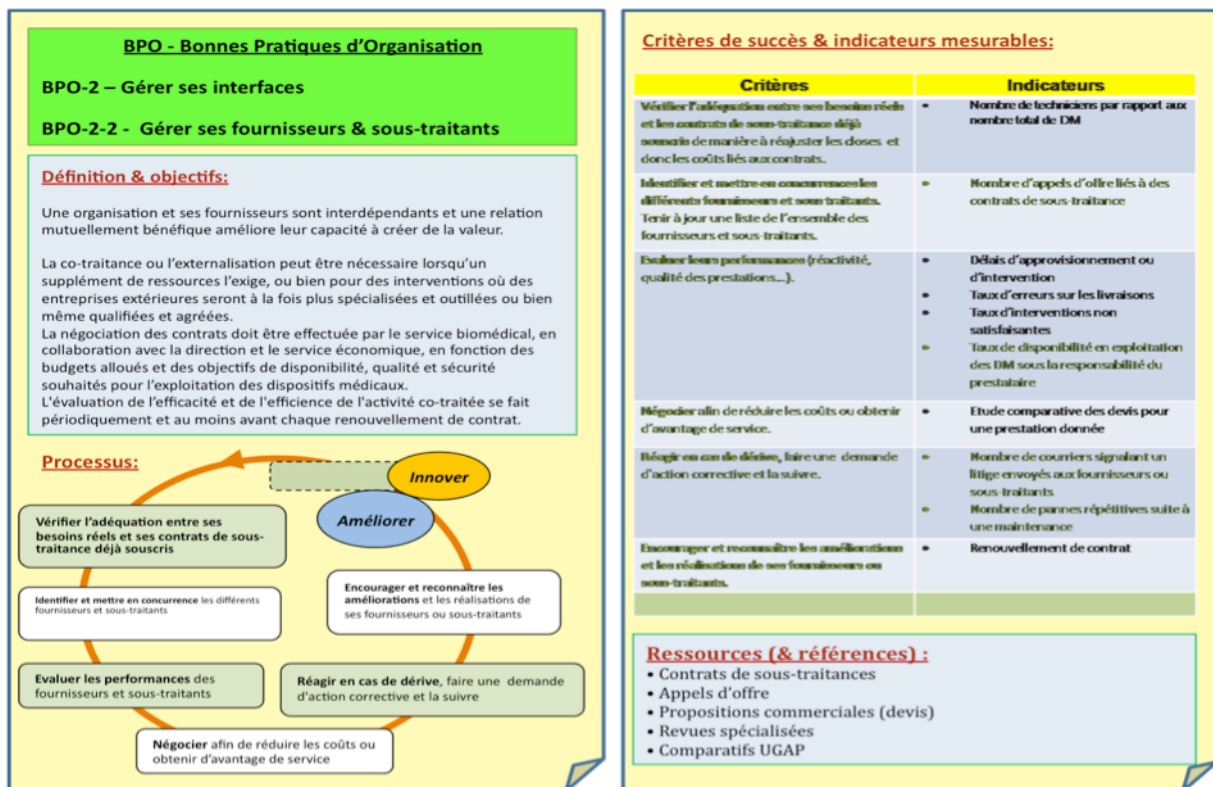 BPO - Bonnes Pratiques d'Organisation
BPO-2 – Gérer ses interfaces
BPO-2-2 - Gérer ses fournisseurs & sous-traitants
Définition & objectifs:
Une organisation et ses fournisseurs sont interdépendants et une relation
mutuellement bénéfique améliore leur capacité à créer de la valeur.
La co-traitance ou l'externalisation peut être nécessaire lorsqu'un
supplément de ressources l'exige, ou bien pour des interventions où des
entreprises extérieures seront à la fois plus spécialisées et outillées ou bien
même qualifiées et agréées.
La négociation des contrats doit être effectuée par le service biomédical, en
collaboration avec la direction et le service économique, en fonction des
budgets alloués et des objectifs de disponibilité, qualité et sécurité
souhaités pour l'exploitation des dispositifs médicaux.
L'évaluation de l'efficacité et de l'efficience de l'activité co-traitée se fait
périodiquement et au moins avant chaque renouvellement de contrat.
Processus:
Innover
Améliorer
Vérifier l'adéquation entre ses
besoins réels et ses contrats de sous-
traitance déjà souscris
Identifier et mettre en concurrence les différents
fournisseurs et sous-traitants
Evaluer les performances des
fournisseurs et sous-traitants
Négocier afin de réduire les coûts ou
obtenir d'avantage de service
Réagir en cas de dérive, faire une demande
d'action corrective et la suivre
Encourager et reconnaître les
améliorations et les réalisations de
ses fournisseurs ou sous-traitants
Critères de succès & indicateurs mesurables:
Critères
Indicateurs
Vérifier l'adéquation entre ses besoins réels
et les contrats de sous-traitance déjà
souscris de manière à réajuster les closes et
donc les coûts liés aux contrats.
• Nombre de techniciens par rapport aux
nombre total de DM
Identifier et mettre en concurrences les
différents fournisseurs et sous traitants.
Tenir à jour une liste de l'ensemble des
fournisseurs et sous-traitants.
• Nombre d'appels d'offre liés à des
contrats de sous-traitance
Evaluer leurs performances (réactivité,
qualité des prestations...).
• Délais d'approvisionnement ou
d'intervention
• Taux d'erreurs sur les livraisons
• Taux d'interventions non
satisfaisantes
• Taux de disponibilité en exploitation
des DM sous la responsabilité du
prestataire
Négocier afin de réduire les coûts ou obtenir
d'avantage de service.
• Etude comparative des devis pour
une prestation donnée
Réagir en cas de dérive, faire une demande
d'action corrective et la suivre.
• Nombre de courriers signalant un
litige envoyés aux fournisseurs ou
sous-traitants
• Nombre de pannes répétitives suite à
une maintenance
Encourager et reconnaître les améliorations
et les réalisations de ses fournisseurs ou
sous-traitants.
• Renouvellement de contrat
Ressources (& références) :
• Contrats de sous-traitances
• Appels d'offre
• Propositions commerciales (devis)
• Revues spécialisées
• Comparatifs UGAP